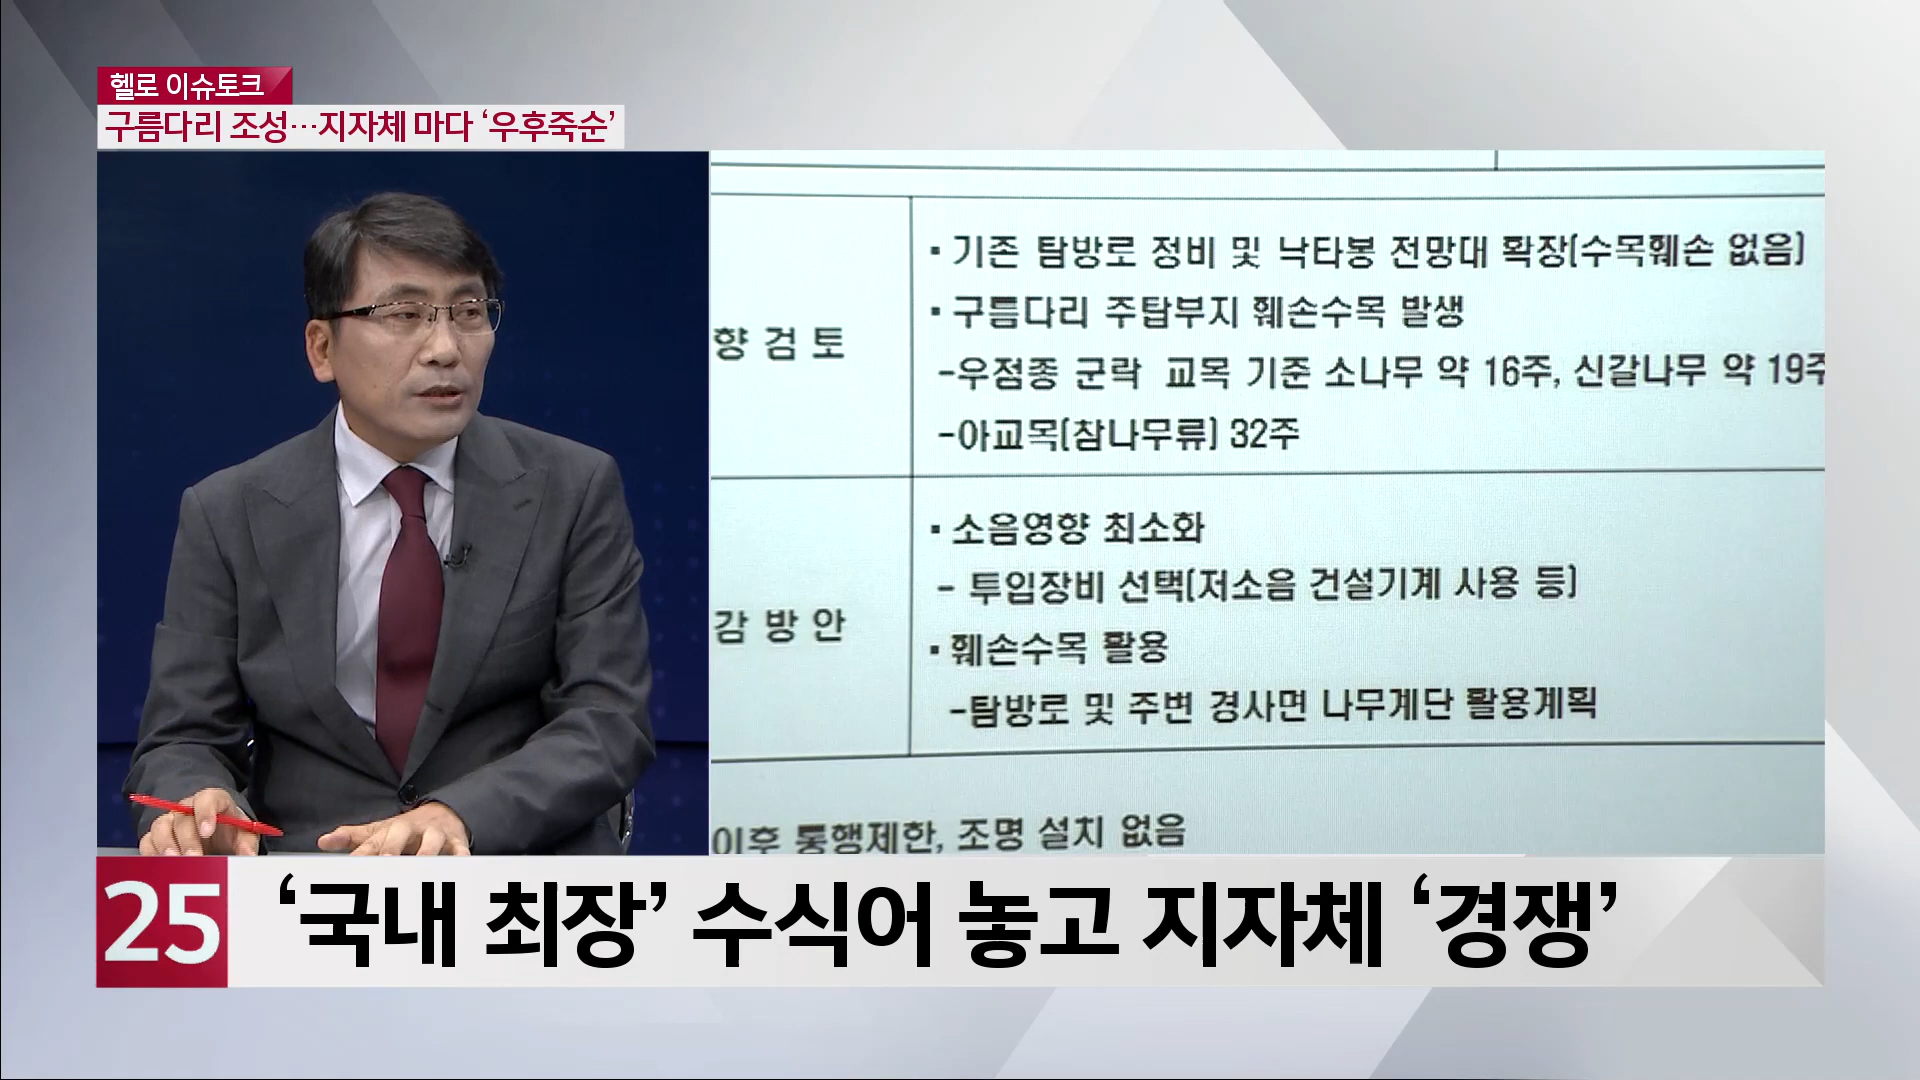 헬로 이슈토크
구름다리 조성…지자체 마다 ‘우후죽순’
향 검 토
▪ 기존 탐방로 정비 및 낙타봉 전망대 확장(수목훼손 없음)
▪ 구름다리 주탑부지 훼손수목 발생
-우점종 군락 교목 기준 소나무 약 16주, 신갈나무 약 19주
-아교목(참나무류) 32주
감 방 안
▪ 소음영향 최소화
- 투입장비 선택(저소음 건설기계 사용 등)
▪ 훼손수목 활용
-탐방로 및 주변 경사면 나무계단 활용계획
이후 통행제한, 조명 설치 없음
25 ‘국내 최장’ 수식어 놓고 지자체 ‘경쟁’